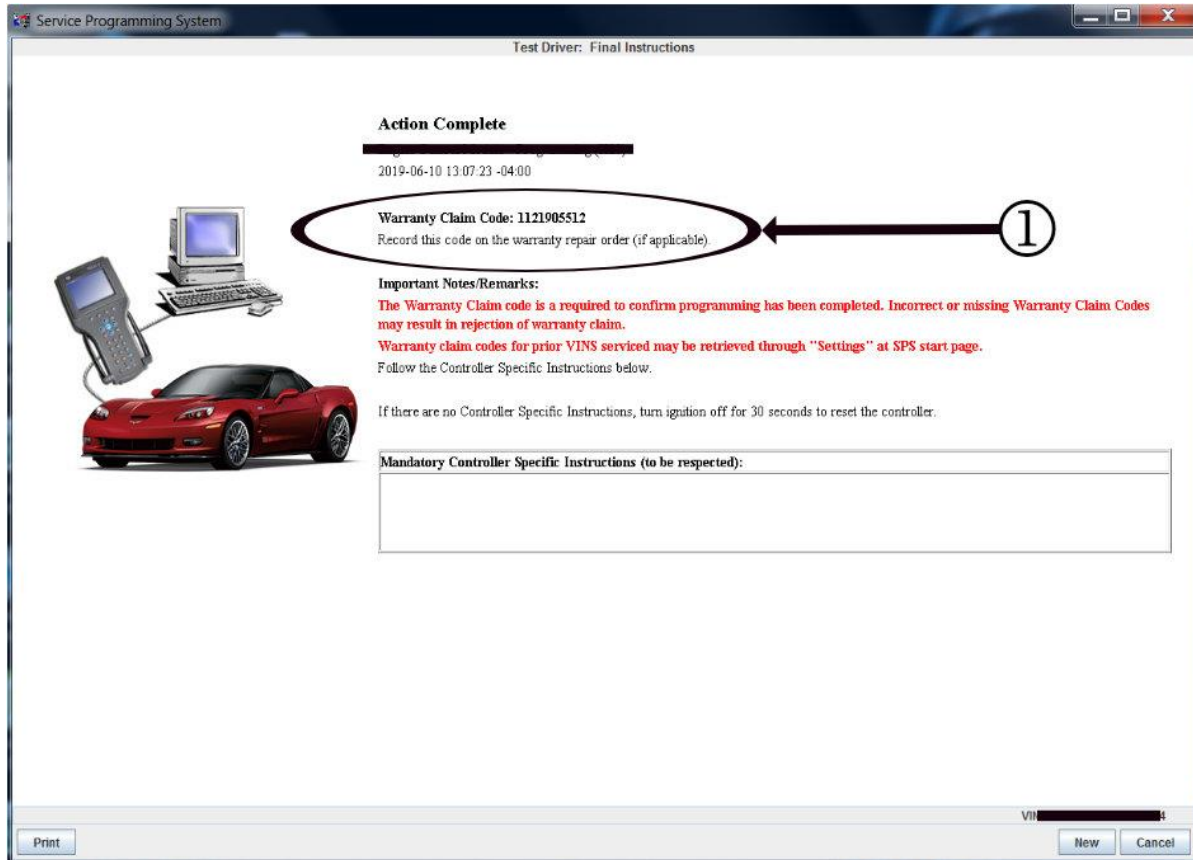 Service Programming System
Test Driver: Final Instructions
Action Complete
2019-06-10 13:07:23 -04:00
Warranty Claim Code: 1121905512
Record this code on the warranty repair order (if applicable).
1
Important Notes/Remarks:
The Warranty Claim code is a required to confirm programming has been completed. Incorrect or missing Warranty Claim Codes
may result in rejection of warranty claim.
Warranty claim codes for prior VINS serviced may be retrieved through "Settings" at SPS start page.
Follow the Controller Specific Instructions below.
If there are no Controller Specific Instructions, turn ignition off for 30 seconds to reset the controller.
Mandatory Controller Specific Instructions (to be respected):
VIN 4
Print New Cancel